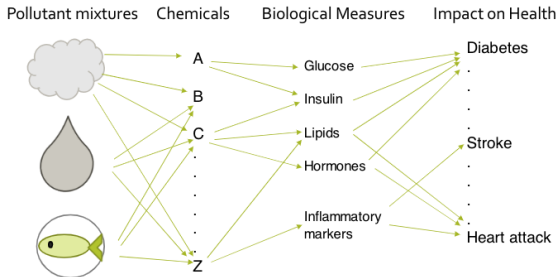 Pollutant mixtures Chemicals Biological Measures Impact on Health
A
B
C
.
.
.
.
.
.
Z
Glucose
Insulin
Lipids
Hormones
Inflammatory
markers
Diabetes
.
.
.
.
Stroke
.
.
.
.
Heart attack